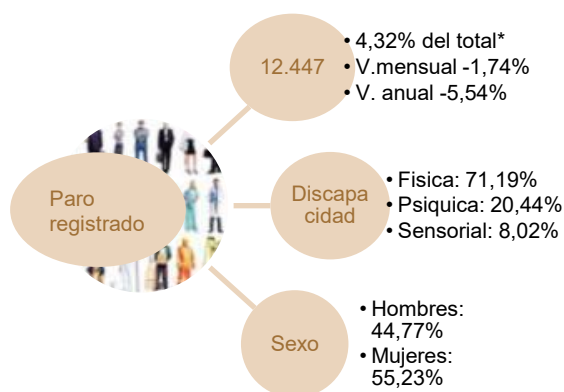 12.447
• 4,32% del total*
• V.mensual -1,74%
• V. anual -5,54%
Paro
registrado
Discapa
cidad
• Fisica: 71,19%
• Psiquica: 20,44%
• Sensorial: 8,02%
Sexo
• Hombres:
44,77%
• Mujeres:
55,23%